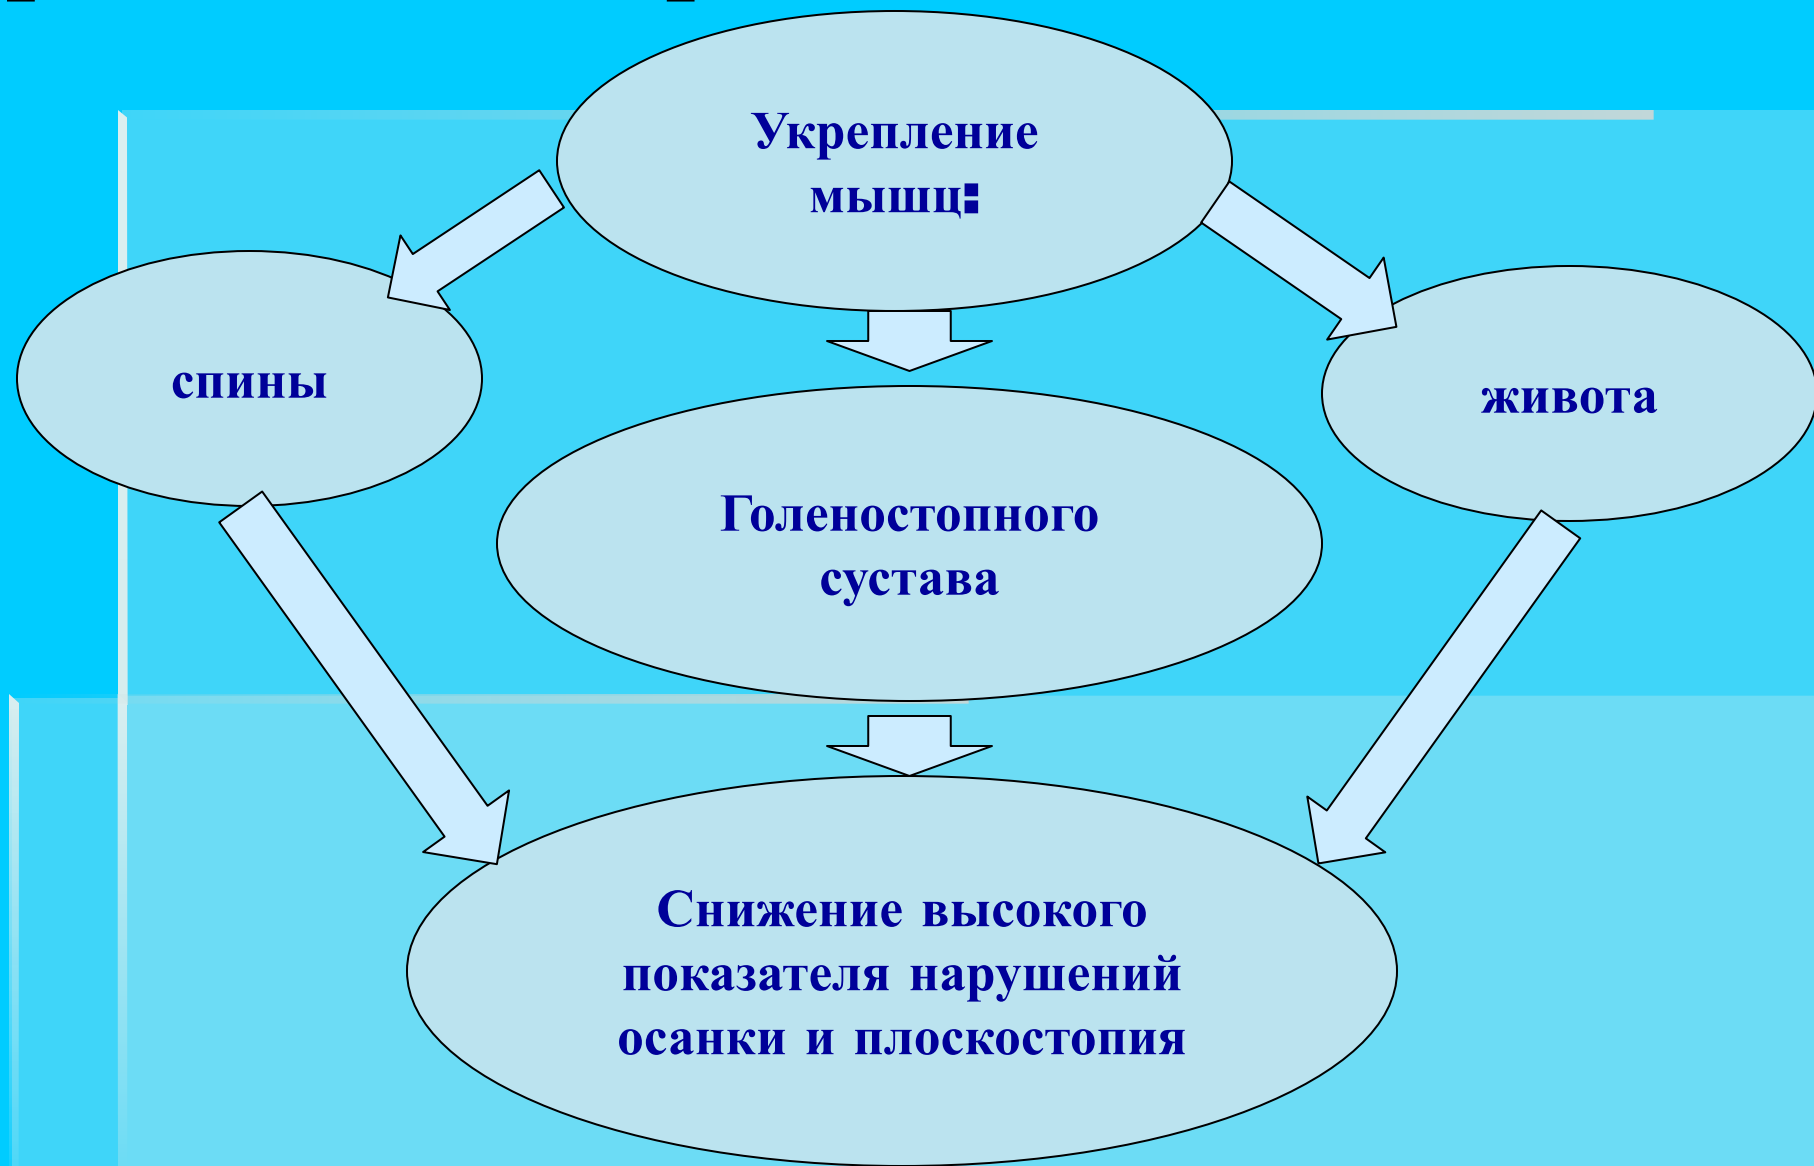 Укрепление
мышц:
спины
живота
Голеностопного
сустава
Снижение высокого
показателя нарушений
осанки и плоскостопия